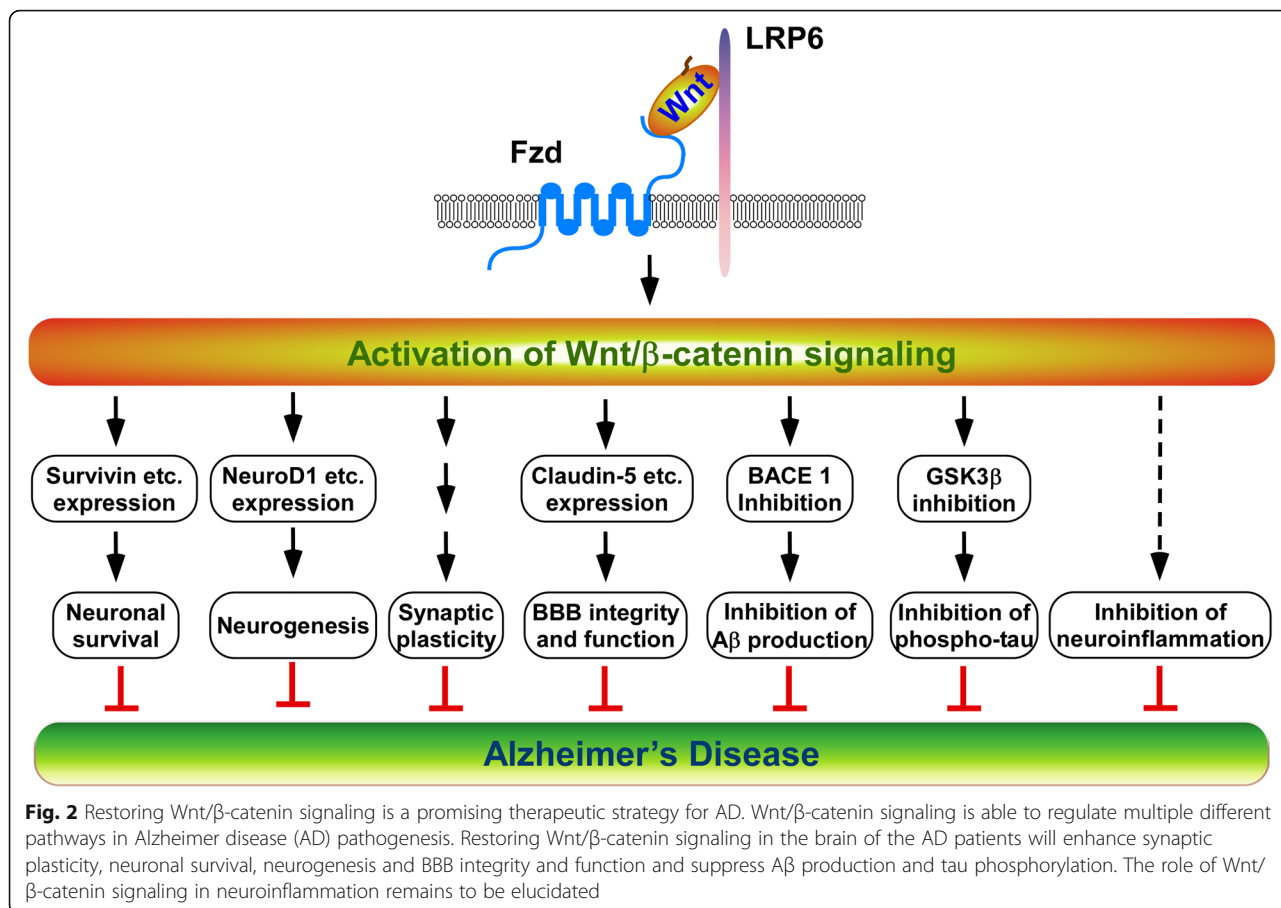 LRP6
Wnt
Fzd
Activation of Wnt/β-catenin signaling
Survivin etc.
expression
NeuroD1 etc.
expression
Claudin-5 etc.
expression
BACE 1
Inhibition
GSK3β
inhibition
Neuronal
survival
Neurogenesis
Synaptic
plasticity
BBB integrity
and function
Inhibition of
Aβ production
Inhibition of
phospho-tau
Inhibition of
neuroinflammation
Alzheimer's Disease
Fig. 2 Restoring Wnt/β-catenin signaling is a promising therapeutic strategy for AD. Wnt/β-catenin signaling is able to regulate multiple different
pathways in Alzheimer disease (AD) pathogenesis. Restoring Wnt/β-catenin signaling in the brain of the AD patients will enhance synaptic
plasticity, neuronal survival, neurogenesis and BBB integrity and function and suppress Aβ production and tau phosphorylation. The role of Wnt/
β-catenin signaling in neuroinflammation remains to be elucidated